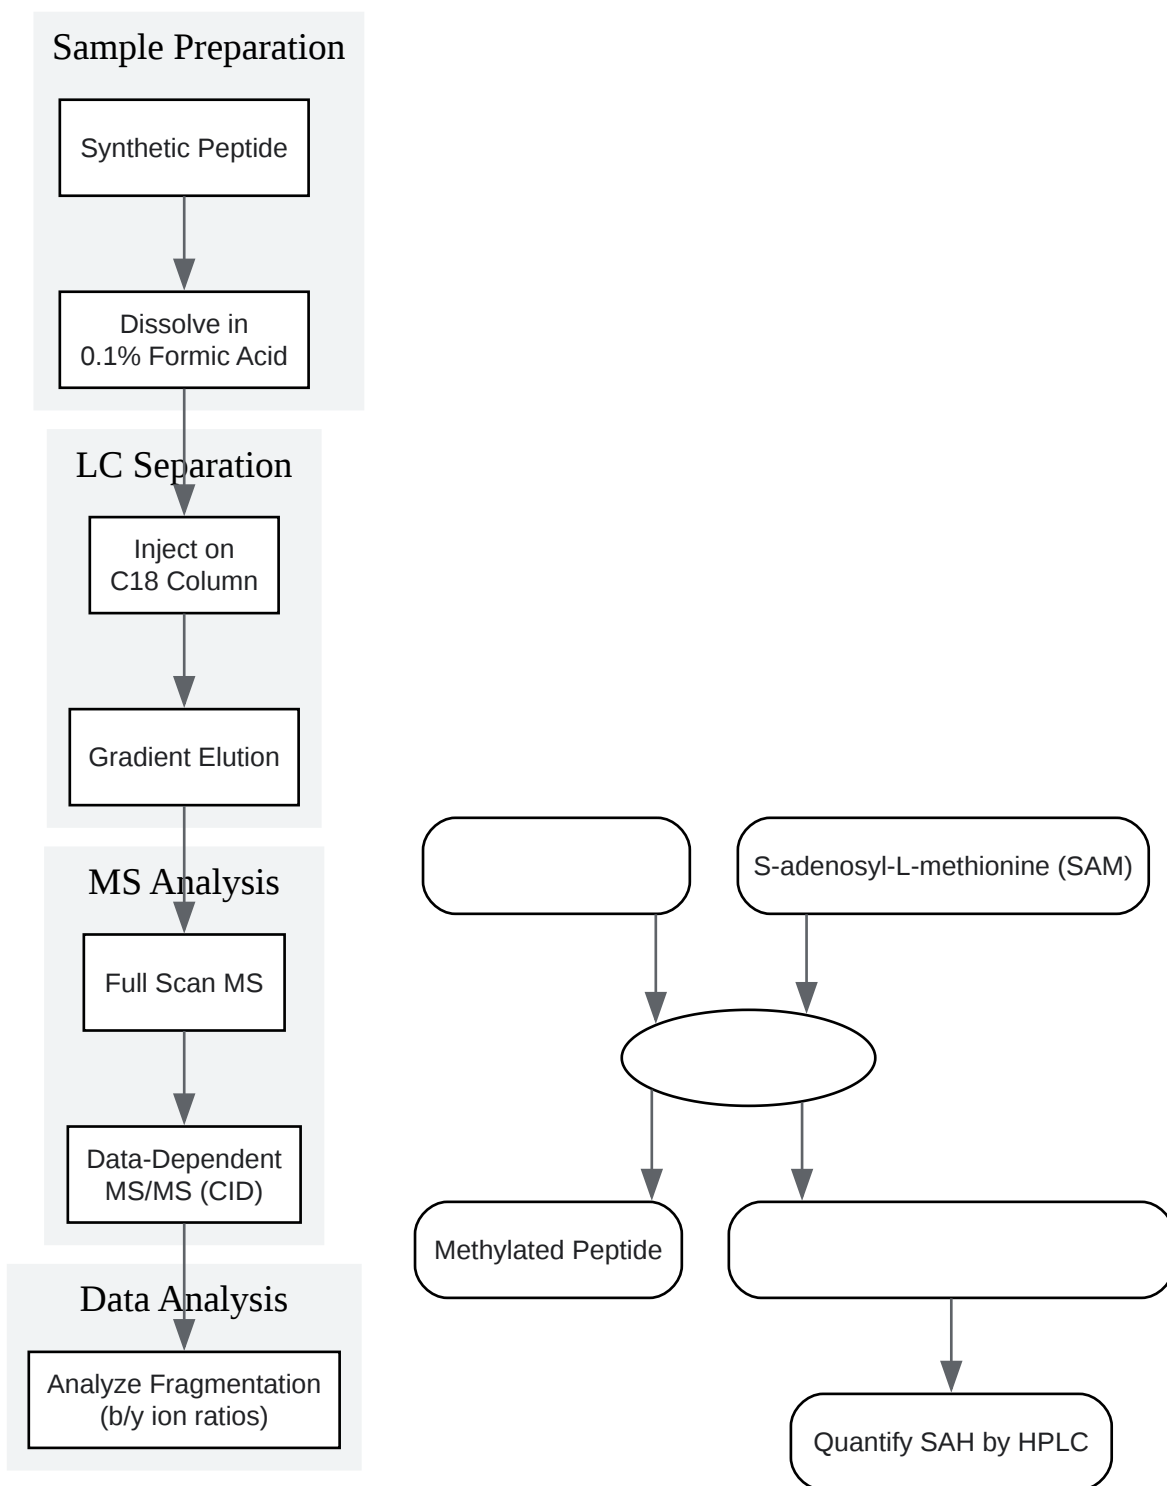 Sample Preparation
Synthetic Peptide
Dissolve in
0.1% Formic Acid
LC Separation
Inject on
C18 Column
Gradient Elution
MS Analysis
Full Scan MS
Data-Dependent
MS/MS (CID)
Data Analysis
Analyze Fragmentation
(b/y ion ratios)
S-adenosyl-L-methionine (SAM)
Methylated Peptide
Quantify SAH by HPLC